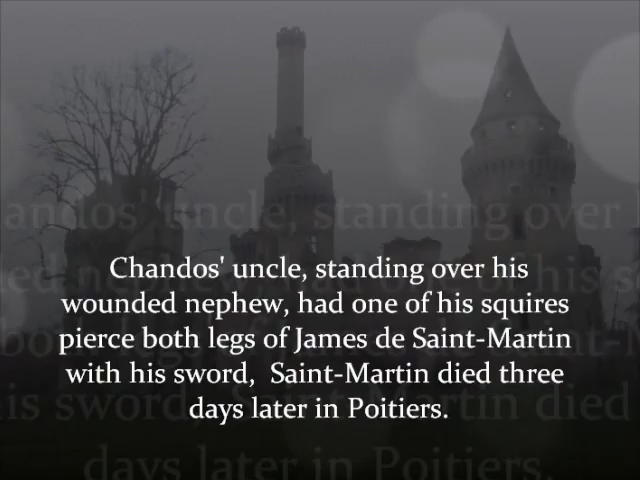 Chandos' uncle, standing over his
wounded nephew, had one of his squires
pierce both legs of James de Saint-Martin
with his sword,  Saint-Martin died three
days later in Poitiers.